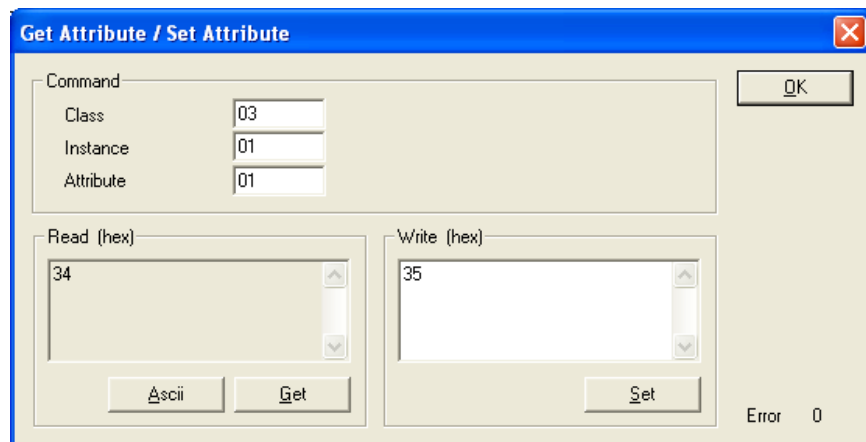 Get Attribute / Set Attribute
Command
OK
Class 03
Instance 01
Attribute 01
Read (hex) Write (hex)
34 35
Ascii Get Set
Error 0